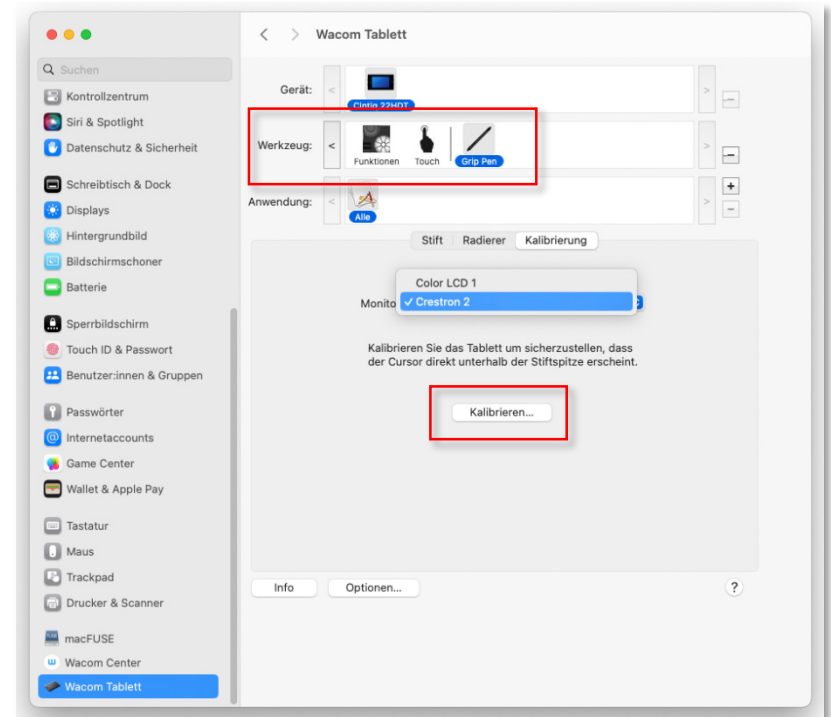 Wacom Tablett
Suchen
Kontrollzentrum
Siri & Spotlight
Datenschutz & Sicherheit
Schreibtisch & Dock
Displays
Hintergrundbild
Bildschirmschoner
Batterie
Sperrbildschirm
Touch ID & Passwort
Benutzer:innen & Gruppen
Passwörter
Internetaccounts
Game Center
Wallet & Apple Pay
Tastatur
Maus
Trackpad
Drucker & Scanner
macFUSE
Wacom Center
Wacom Tablett
Gerät:
Cintiq 22HDT
Werkzeug:
Funktionen Touch Grip Pen
Anwendung:
Alle
Stift Radierer Kalibrierung
Color LCD 1
Monito ✓ Crestron 2
Kalibrieren Sie das Tablett um sicherzustellen, dass
der Cursor direkt unterhalb der Stiftspitze erscheint.
Kalibrieren...
Info Optionen... ?